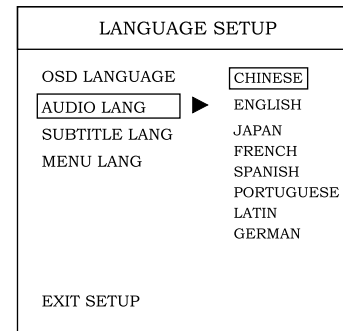 LANGUAGE SETUP
OSD LANGUAGE
AUDIO LANG
SUBTITLE LANG
MENU LANG
CHINESE
ENGLISH
JAPAN
FRENCH
SPANISH
PORTUGUESE
LATIN
GERMAN
EXIT SETUP